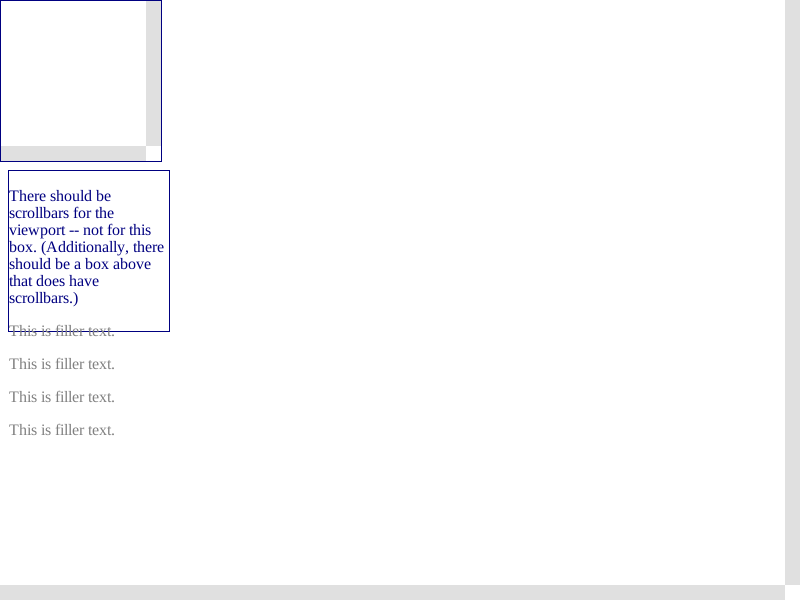 There should be
scrollbars for the
viewport -- not for this
box. (Additionally, there
should be a box above
that does have
scrollbars.)
This is filler text.
This is filler text.
This is filler text.
This is filler text.